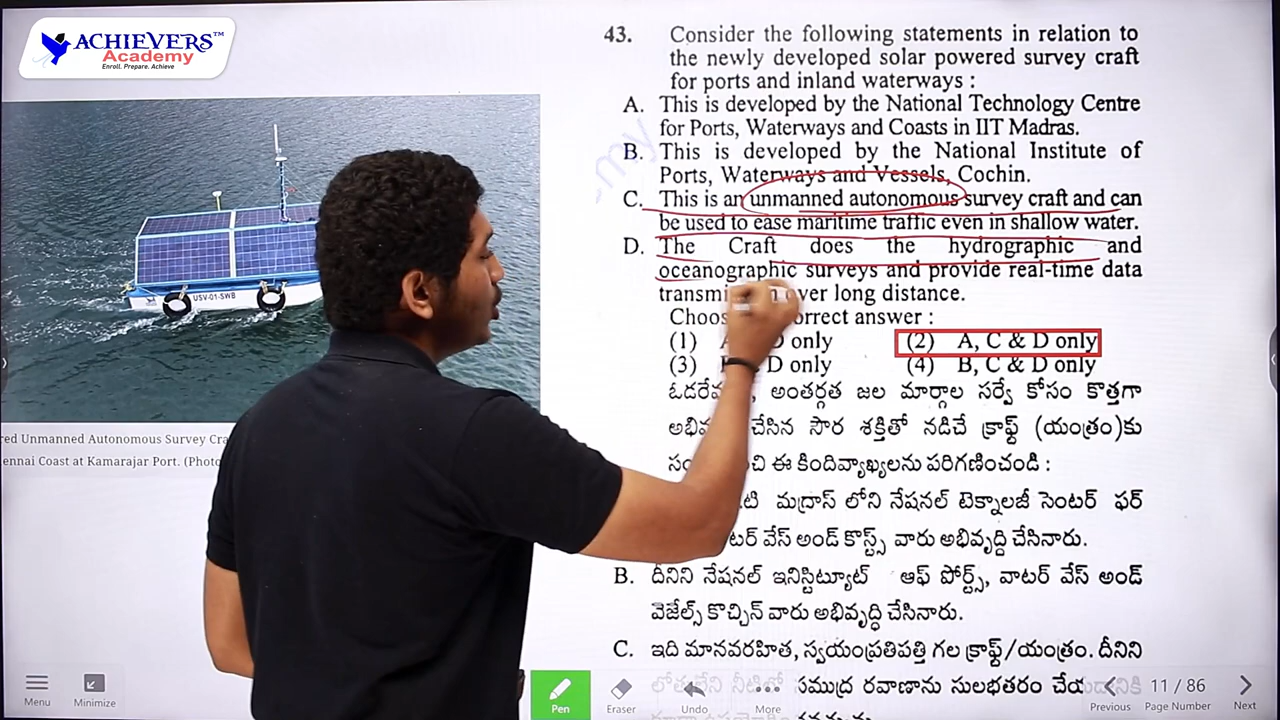 ACHIEVERS™
Academy
Enroll. Prepare. Achieve
USV-01-SWB
Unmanned Autonomous Survey
Coast at Kamarajar Port.
43. Consider the following statements in relation to
the newly developed solar powered survey craft
for ports and inland waterways :
A. This is developed by the National Technology Centre
for Ports, Waterways and Coasts in IIT Madras.
B. This is developed by the National Institute of
Ports, Waterways and Vessels, Cochin.
C. This is an unmanned autonomous survey craft and can
be used to ease maritime traffic even in shallow water.
D. The Craft does the hydrographic and
oceanographic surveys and provide real-time data
over long distance.
answer :
(1) D only (2) A, C & D only
(3) D only (4) B, C & D only
అంతర్గత జల మార్గాల సర్వే కోసం కొత్తగా
చేసిన సౌర శక్తితో నడిచే క్రాఫ్ట్ (యంత్రం)కు
ఈ కిందివ్యాఖ్యలను పరిగణించండి :
మద్రాస్ లోని నేషనల్ టెక్నాలజీ సెంటర్ ఫర్
వేస్ అండ్ కోస్ట్స్ వారు అభివృద్ధి చేసినారు.
B. దీనిని నేషనల్ ఇనిస్టిట్యూట్ ఆఫ్ పోర్ట్స్, వాటర్ వేస్ అండ్
వెజేల్స్ కొచ్చిన్ వారు అభివృద్ధి చేసినారు.
C. ఇది మానవరహిత, స్వయంప్రతిపత్తి గల క్రాఫ్ట్/యంత్రం. దీనిని
సముద్ర రవాణాను సులభతరం
Menu Minimize Pen Eraser Undo More Previous 11 / 86 Page Number Next